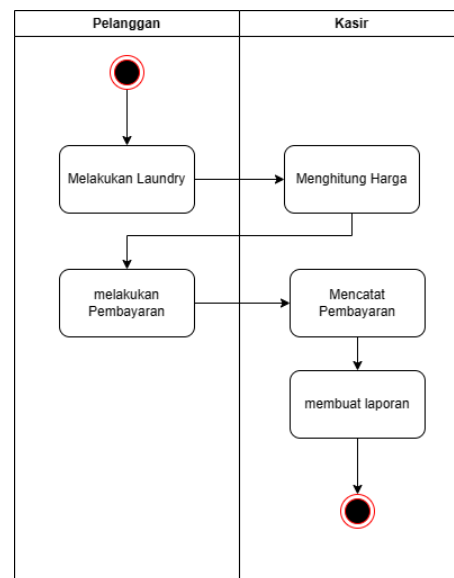 Pelanggan
Kasir
Melakukan Laundry
Menghitung Harga
melakukan
Pembayaran
Mencatat
Pembayaran
membuat laporan